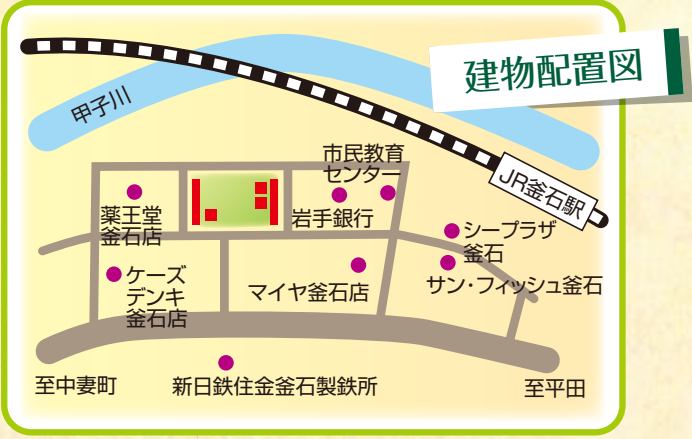 建物配置図
甲子川
市民教育
センター
JR釜石駅
薬王堂
釜石店
岩手銀行
シープラザ
釜石
サン・フィッシュ釜石
ケーズ
デンキ
釜石店
マイヤ釜石店
至中妻町
新日鉄住金釜石製鉄所
至平田